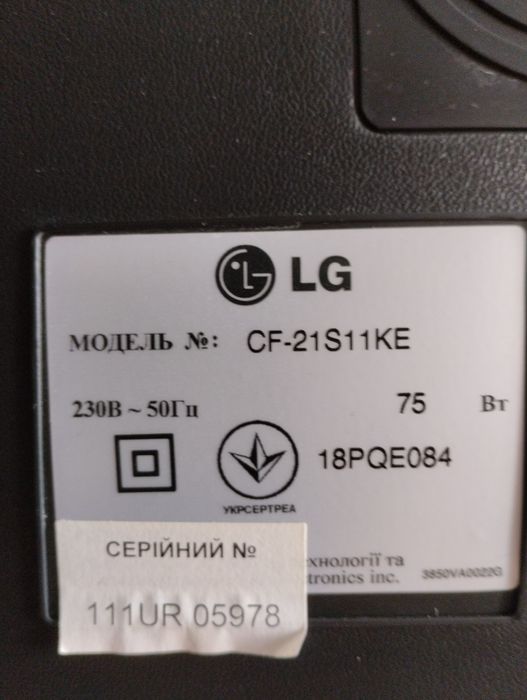 LG
МОДЕЛЬ №: CF-21S11KE
230В ~ 50Гц 75 Вт
18PQE084
УКРСЕРТРЕА
СЕРІЙНИЙ №
111UR 05978
ехнології та
tronics inc. 3850VA0022G